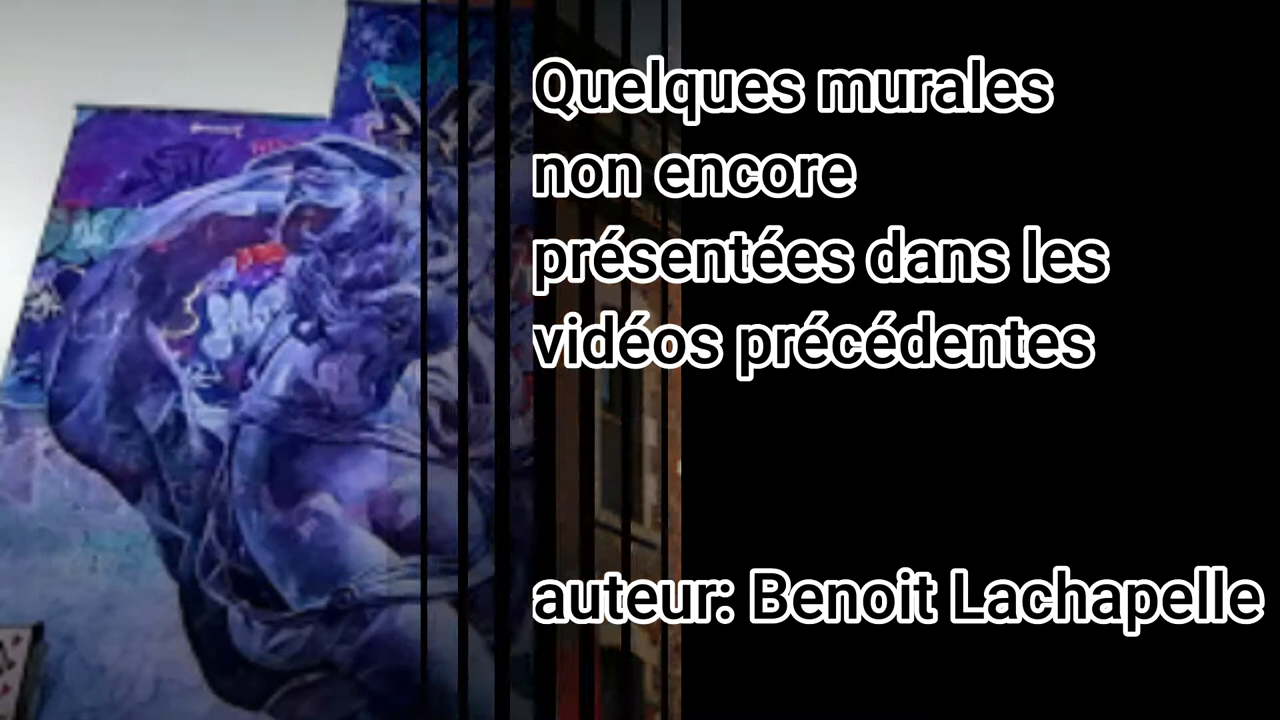 Quelques murales
non encore
présentées dans les
vidéos précédentes
auteur: Benoit Lachapelle